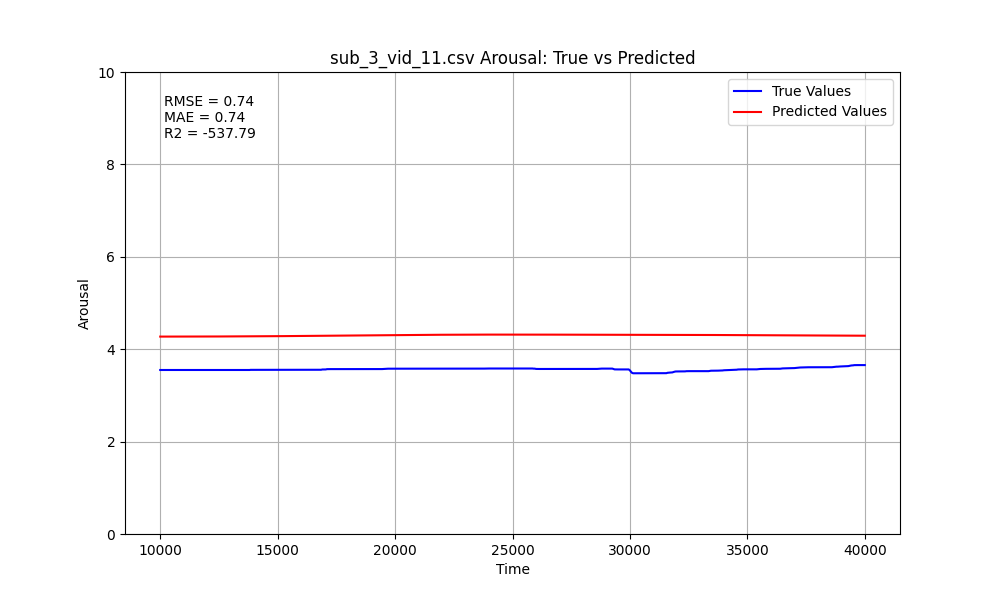 sub_3_vid_11.csv Arousal: True vs Predicted
RMSE = 0.74
MAE = 0.74
R2 = -537.79
True Values
Predicted Values
Arousal
10
8
6
4
2
0
10000
15000
20000
25000
30000
35000
40000
Time